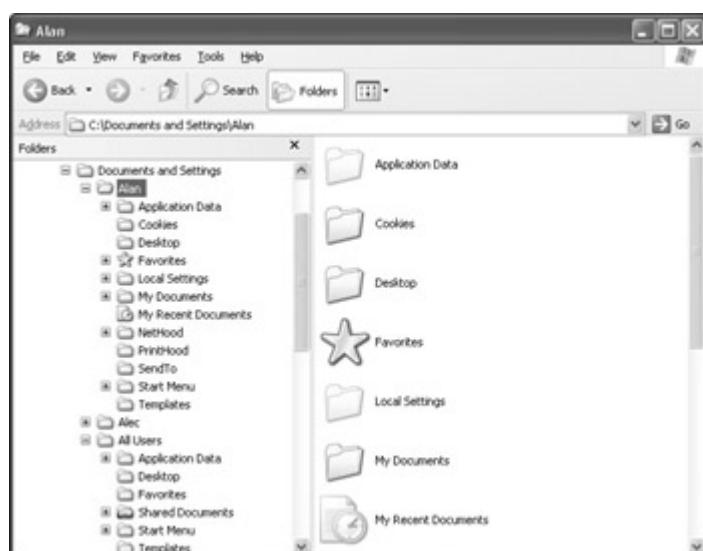 Alan
File Edit View Favorites Tools Help
Back Search Folders
Address C:\Documents and Settings\Alan Go
Folders
Documents and Settings
Alan
Application Data
Cookies
Desktop
Favorites
Local Settings
My Documents
My Recent Documents
NetHood
PrintHood
SendTo
Start Menu
Templates
Alec
All Users
Application Data
Desktop
Favorites
Shared Documents
Start Menu
Templates
Application Data
Cookies
Desktop
Favorites
Local Settings
My Documents
My Recent Documents